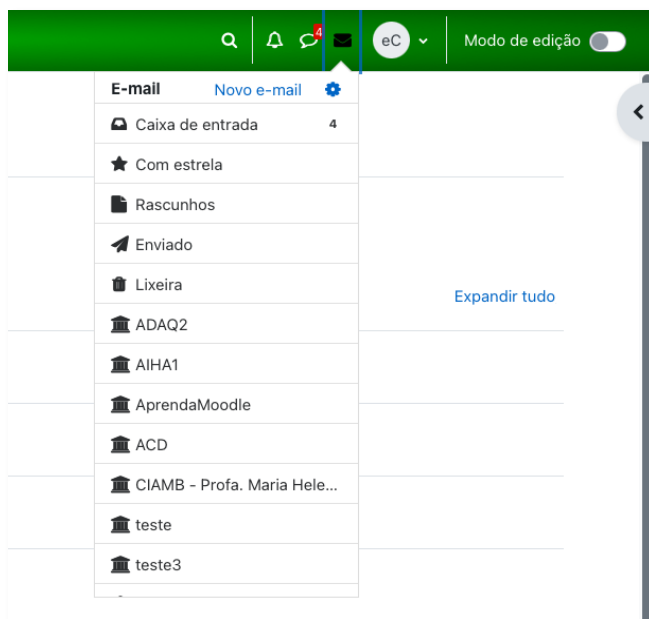 4
eC
Modo de edição
E-mail
Novo e-mail
Caixa de entrada
4
Com estrela
Rascunhos
Enviado
Lixeira
Expandir tudo
ADAQ2
AIHA1
AprendaMoodle
ACD
CIAMB - Profa. Maria Hele...
teste
teste3